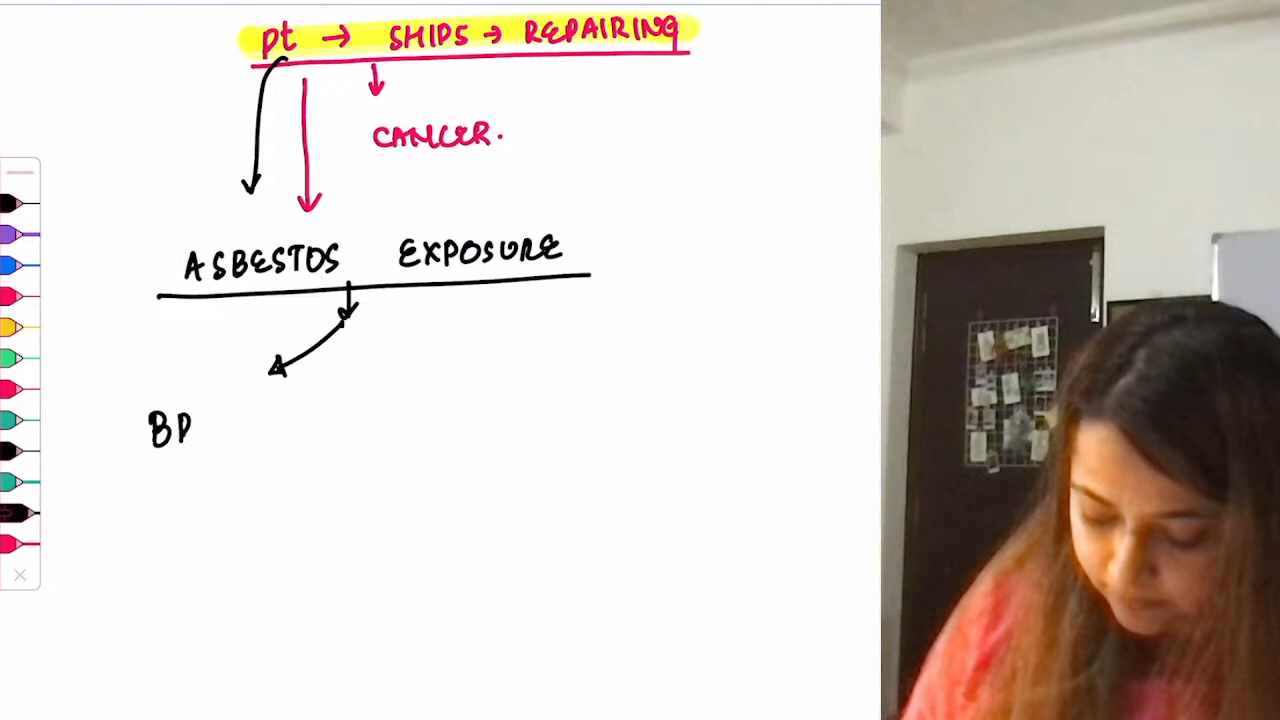 pt → SHIPS → REPAIRING
CANCER.
ASBESTOS EXPOSURE
BP